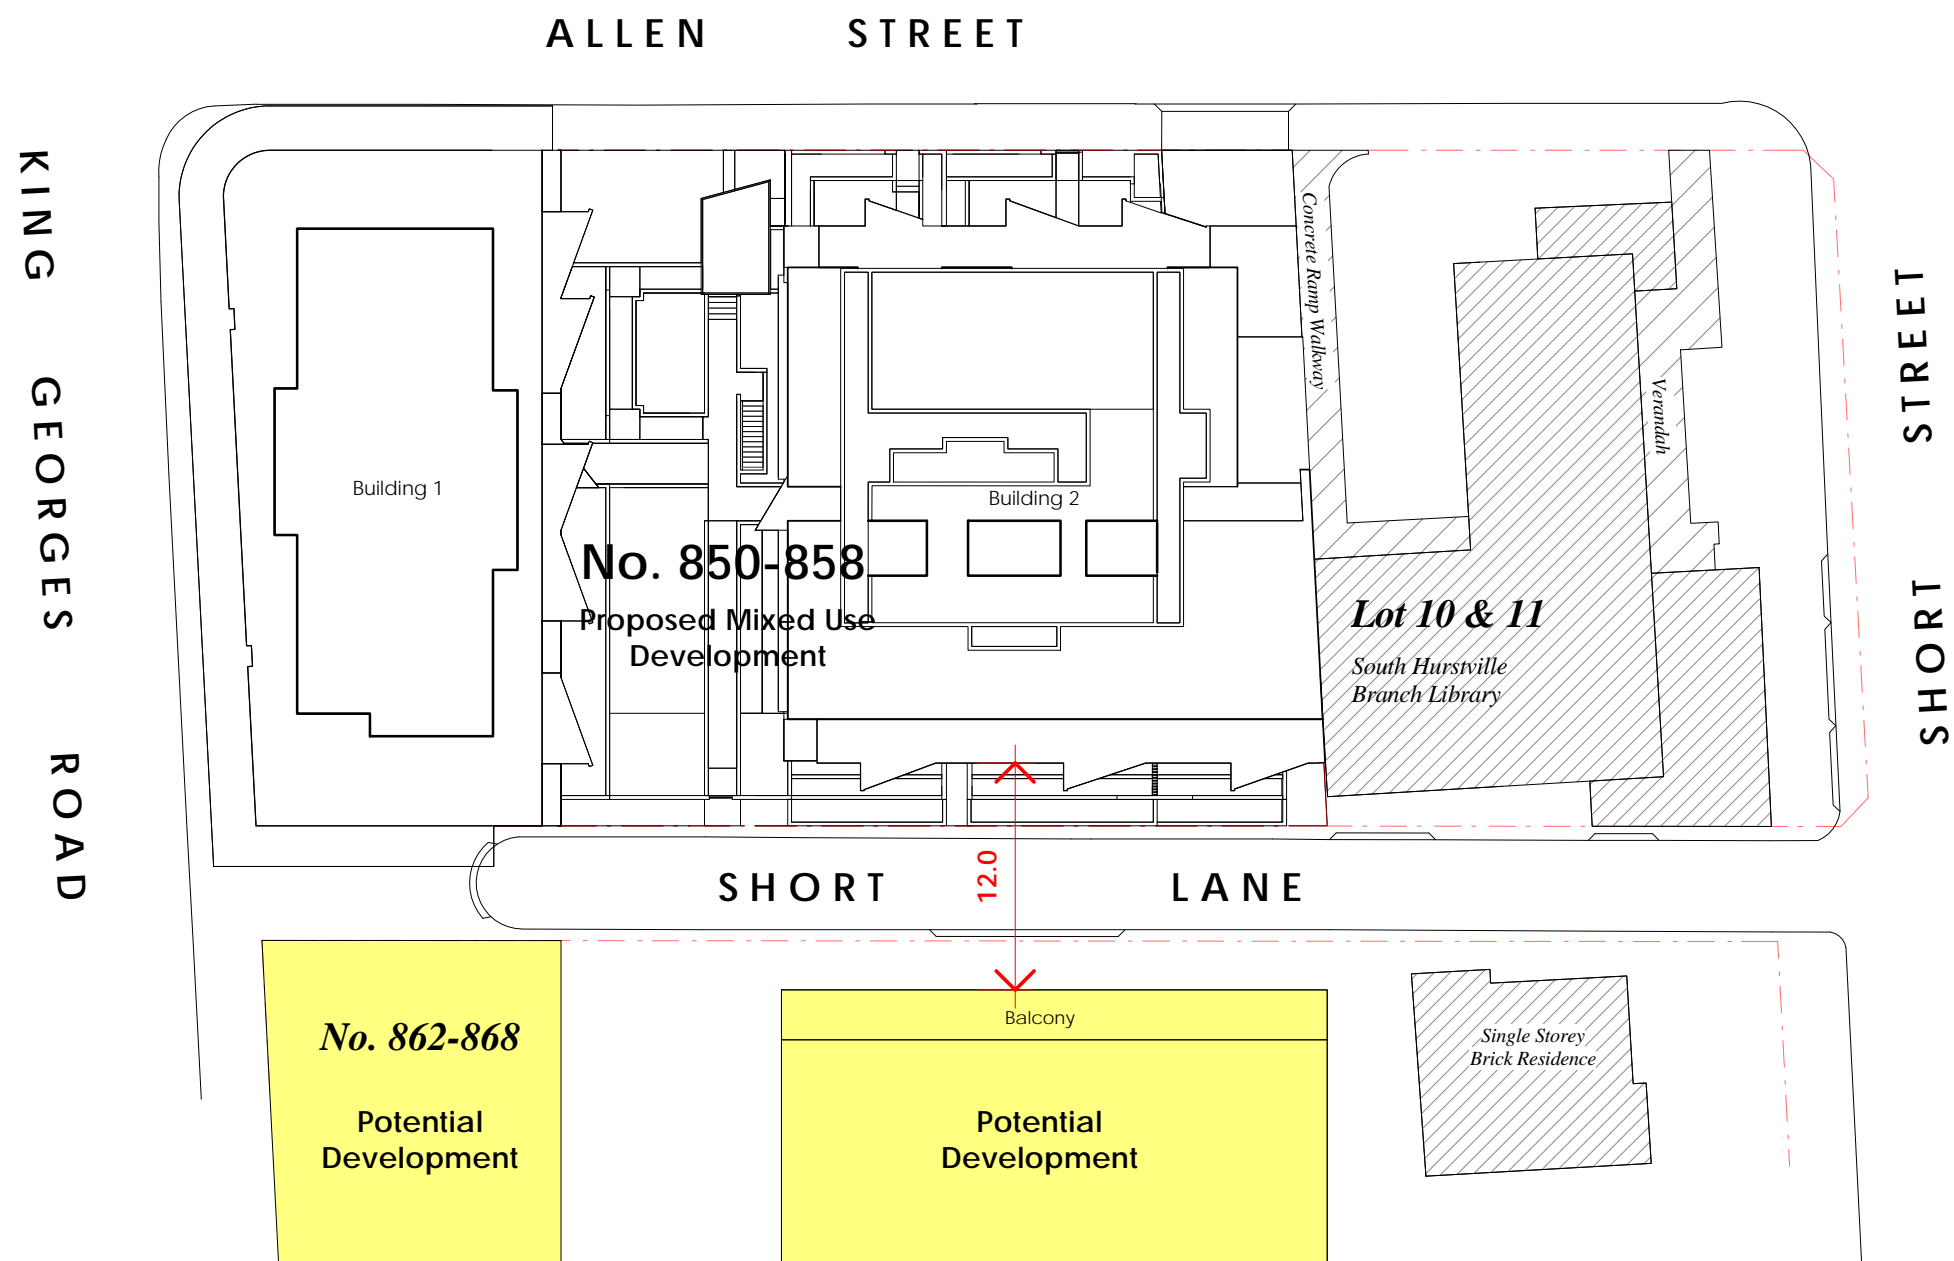 ALLEN STREET
KING GEORGES ROAD
Concrete Ramp Walkway
Verandah
SHORT STREET
Building 1
Building 2
No. 850-858
Proposed Mixed Use
Development
Lot 10 & 11
South Hurstville
Branch Library
12.0
SHORT LANE
No. 862-868
Potential
Development
Balcony
Potential
Development
Single Storey
Brick Residence